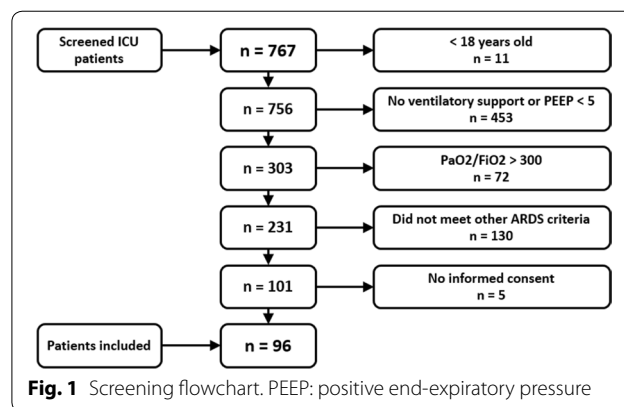 Screened ICU
patients
n = 767
< 18 years old
n = 11
n = 756
No ventilatory support or PEEP < 5
n = 453
n = 303
PaO2/FiO2 > 300
n = 72
n = 231
Did not meet other ARDS criteria
n = 130
n = 101
No informed consent
n = 5
Patients included
n = 96
Fig. 1 Screening flowchart. PEEP: positive end-expiratory pressure